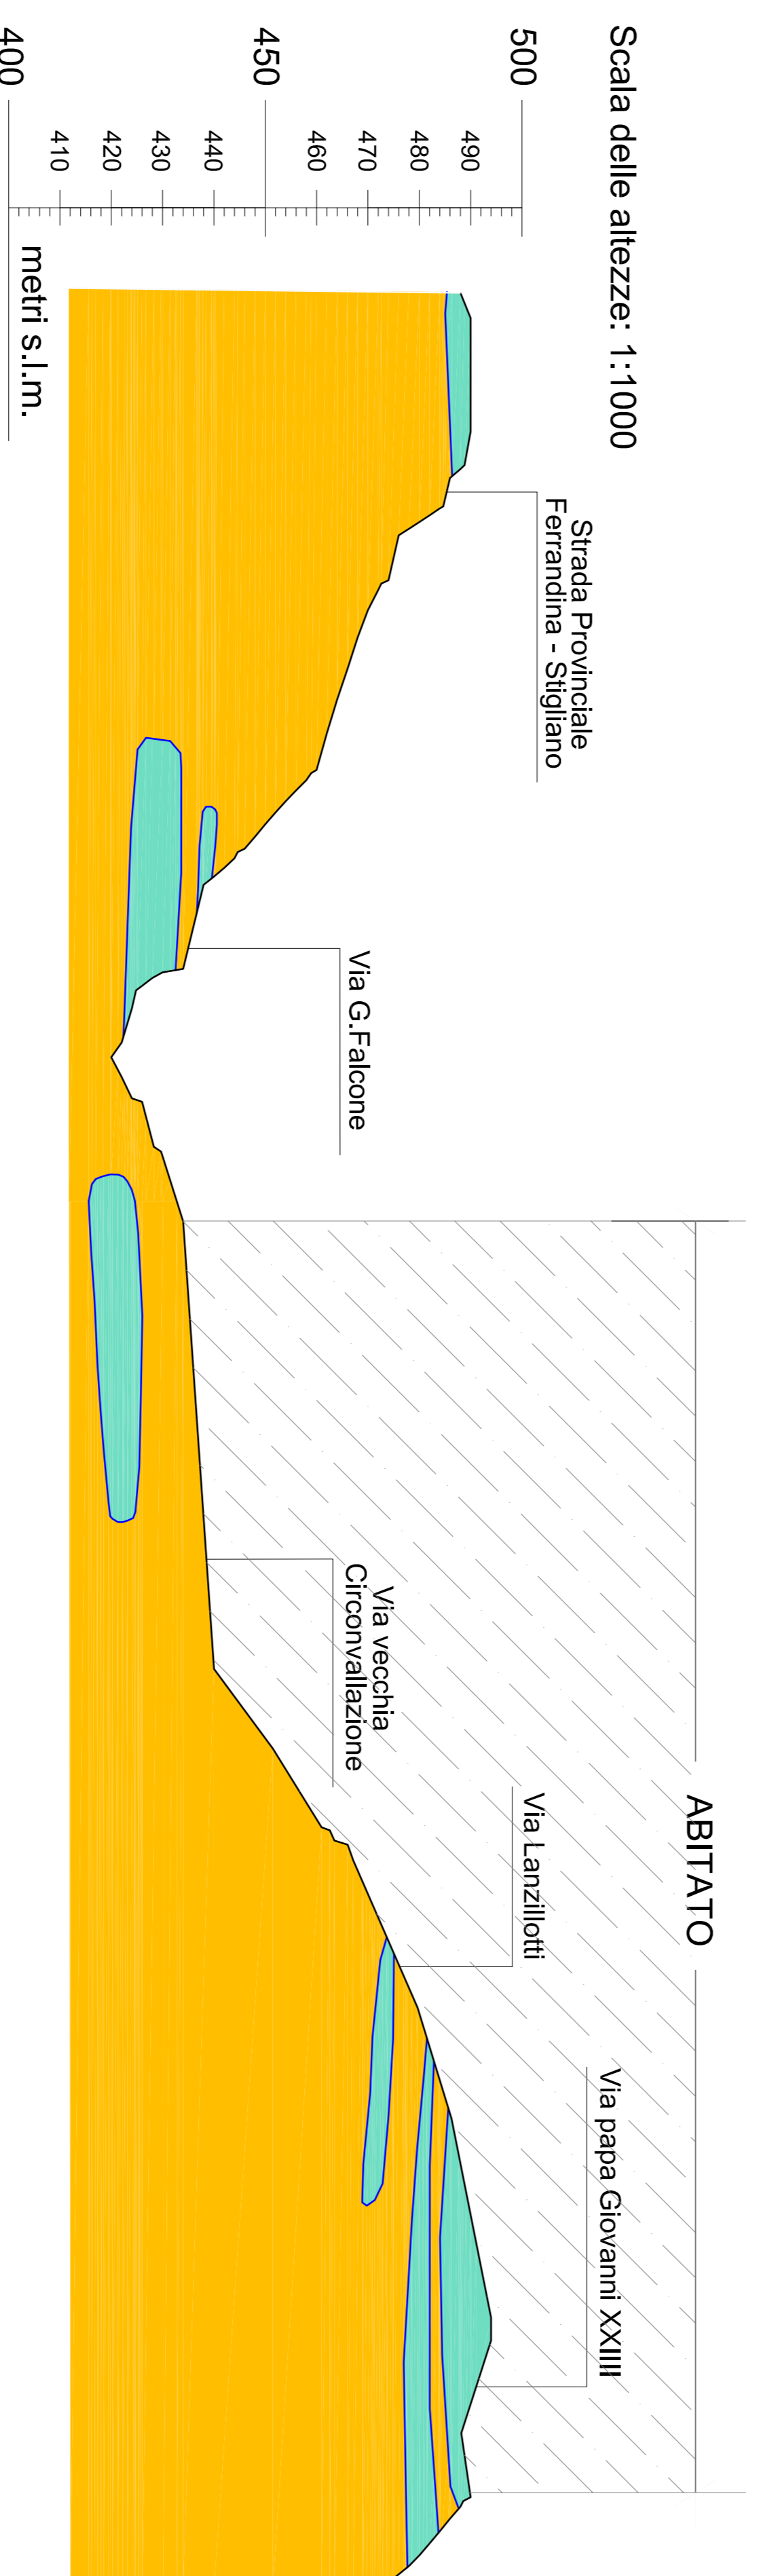 Scala delle altezze: 1:1000
500
490
480
470
460
450
440
430
420
410
400
metri s.l.m.
Strada Provinciale
Ferrandina - Stigliano
Via G.Falcone
ABITATO
Via vecchia
Circonvallazione
Via Lanzillotti
Via papa Giovanni XXIIII